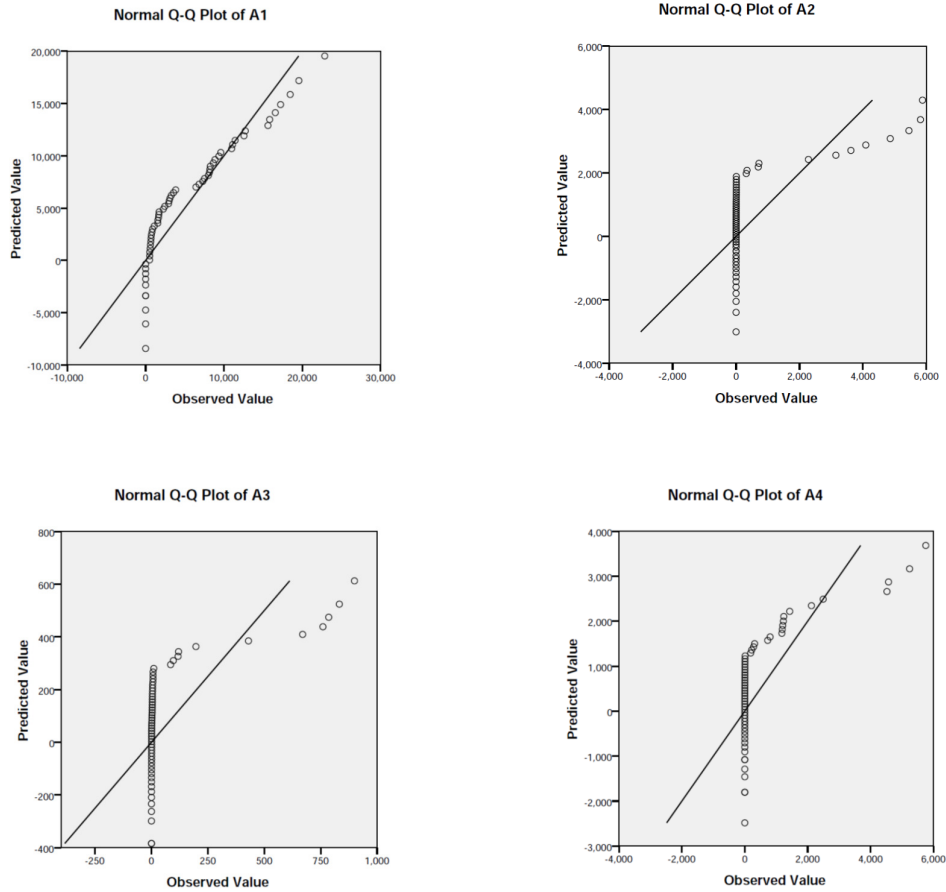 Normal Q-Q Plot of A1
20,000
15,000
10,000
5,000
0
-5,000
-10,000
-10,000 0 10,000 20,000 30,000
Predicted Value
Observed Value
Normal Q-Q Plot of A2
6,000
4,000
2,000
0
-2,000
-4,000
-4,000 -2,000 0 2,000 4,000 6,000
Predicted Value
Observed Value
Normal Q-Q Plot of A3
800
600
400
200
0
-200
-400
-250 0 250 500 750 1,000
Predicted Value
Observed Value
Normal Q-Q Plot of A4
4,000
3,000
2,000
1,000
0
-1,000
-2,000
-3,000
-4,000 -2,000 0 2,000 4,000 6,000
Predicted Value
Observed Value